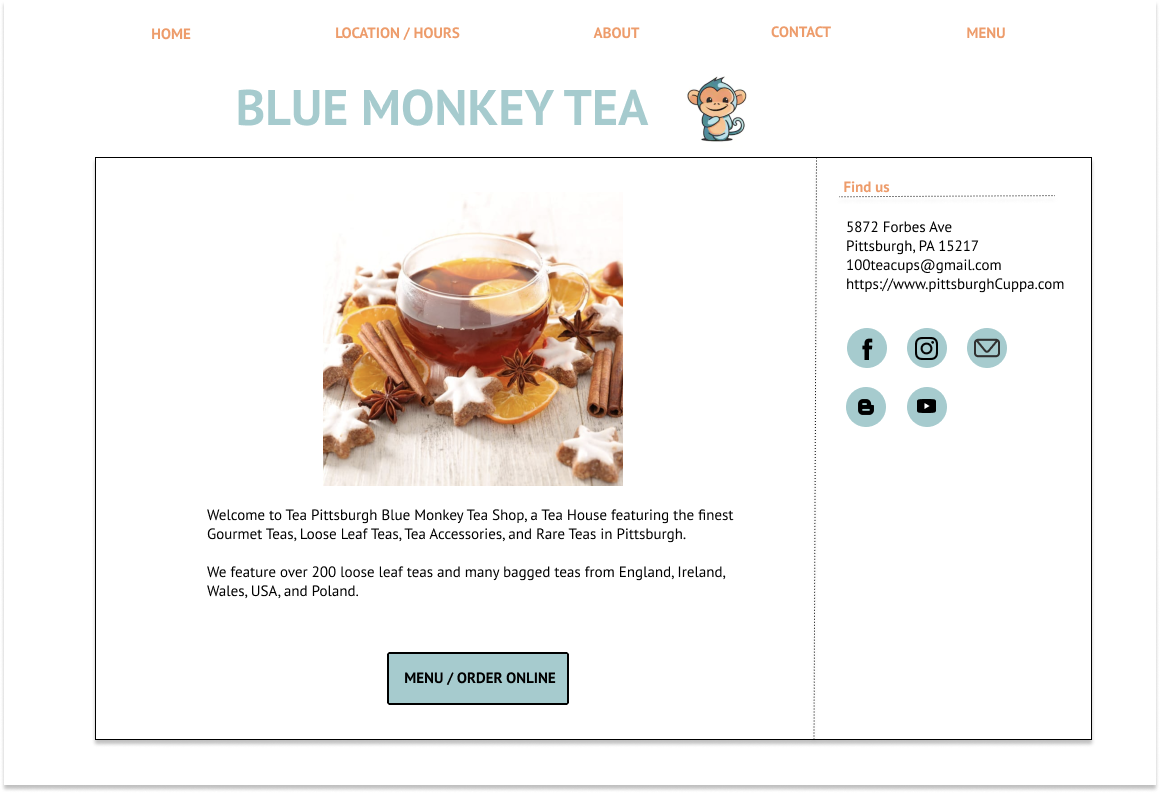 HOME
LOCATION / HOURS
ABOUT
CONTACT
MENU
BLUE MONKEY TEA
Find us
5872 Forbes Ave
Pittsburgh, PA 15217
100teacups@gmail.com
https://www.pittsburghCuppa.com
Welcome to Tea Pittsburgh Blue Monkey Tea Shop, a Tea House featuring the finest
Gourmet Teas, Loose Leaf Teas, Tea Accessories, and Rare Teas in Pittsburgh.
We feature over 200 loose leaf teas and many bagged teas from England, Ireland,
Wales, USA, and Poland.
MENU / ORDER ONLINE